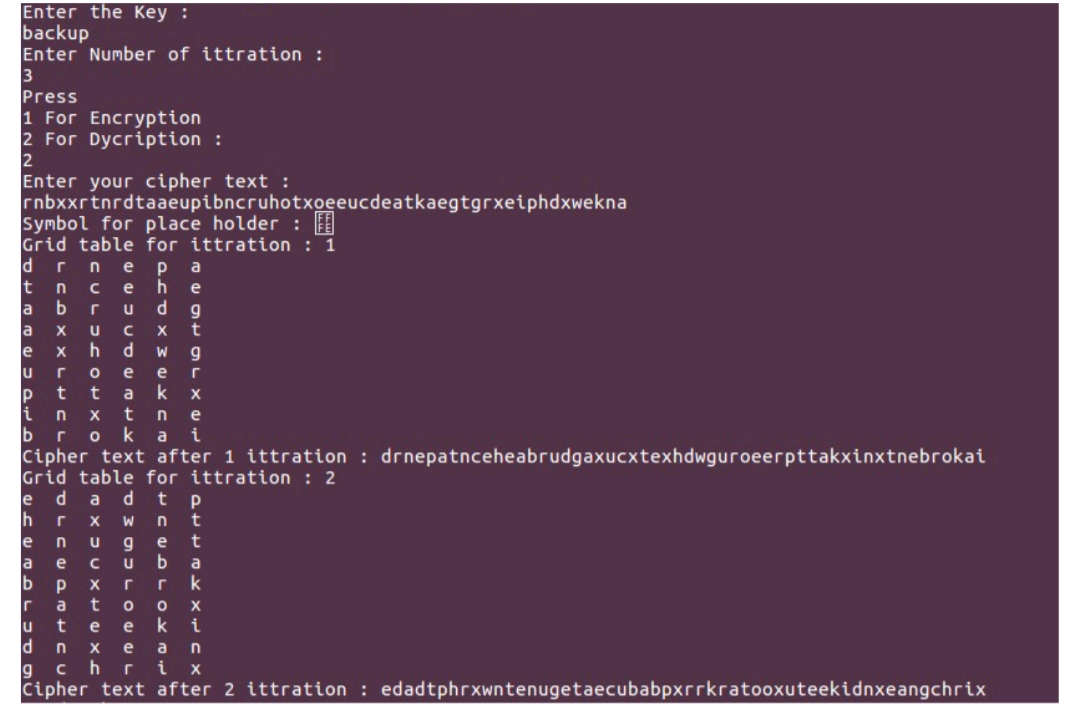 Enter the Key :
backup
Enter Number of ittration :
3
Press
1 For Encryption
2 For Dycription :
2
Enter your cipher text :
rnbxxrtnrdtaaeupibncruhotxoeeucdeatkaegtgrxeiphdxwekna
Symbol for place holder : FFFE
Grid table for ittration : 1
d r n e p a
t n c e h e
a b r u d g
a x u c x t
e x h d w g
u r o e e r
p t t a k x
i n x t n e
b r o k a i
Cipher text after 1 ittration : drnepatnceheabrudgaxucxtexhdwguroeerpttakxinxtnebrokai
Grid table for ittration : 2
e d a d t p
h r x w n t
e n u g e t
a e c u b a
b p x r r k
r a t o o x
u t e e k i
d n x e a n
g c h r i x
Cipher text after 2 ittration : edadtphrxwntenugetaecubabpxrrkratooxuteekidnxeangchrix